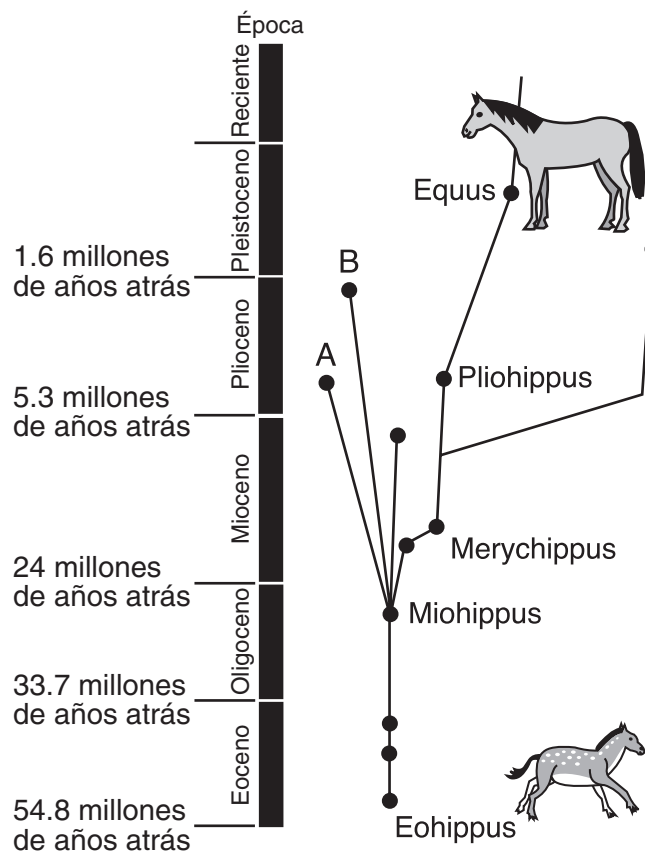 Época
Reciente
Pleistoceno
Equus
1.6 millones
de años atrás
B
Plioceno
A
Pliohippus
5.3 millones
de años atrás
Mioceno
Merychippus
24 millones
de años atrás
Miohippus
Oligoceno
33.7 millones
de años atrás
Eoceno
Eohippus
54.8 millones
de años atrás